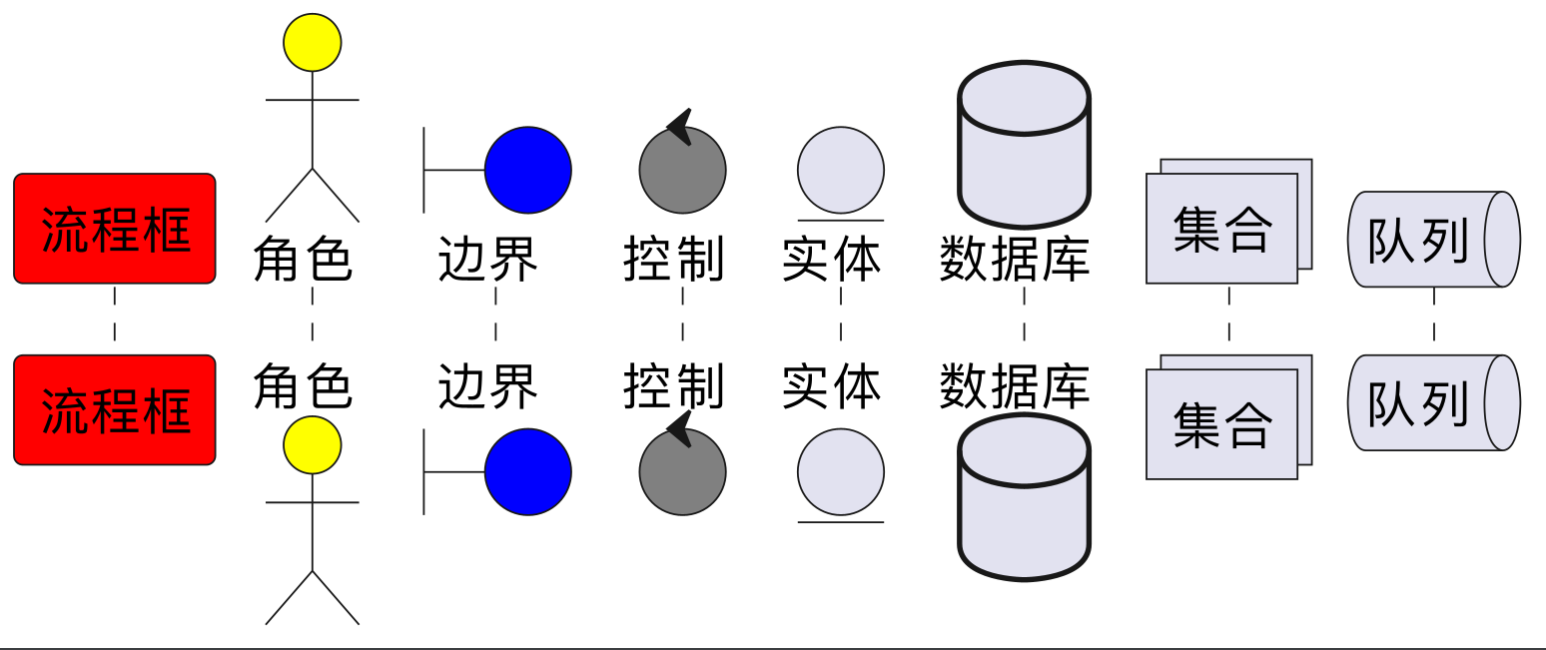 流程框 角色 边界 控制 实体 数据库 集合 队列
流程框 角色 边界 控制 实体 数据库 集合 队列